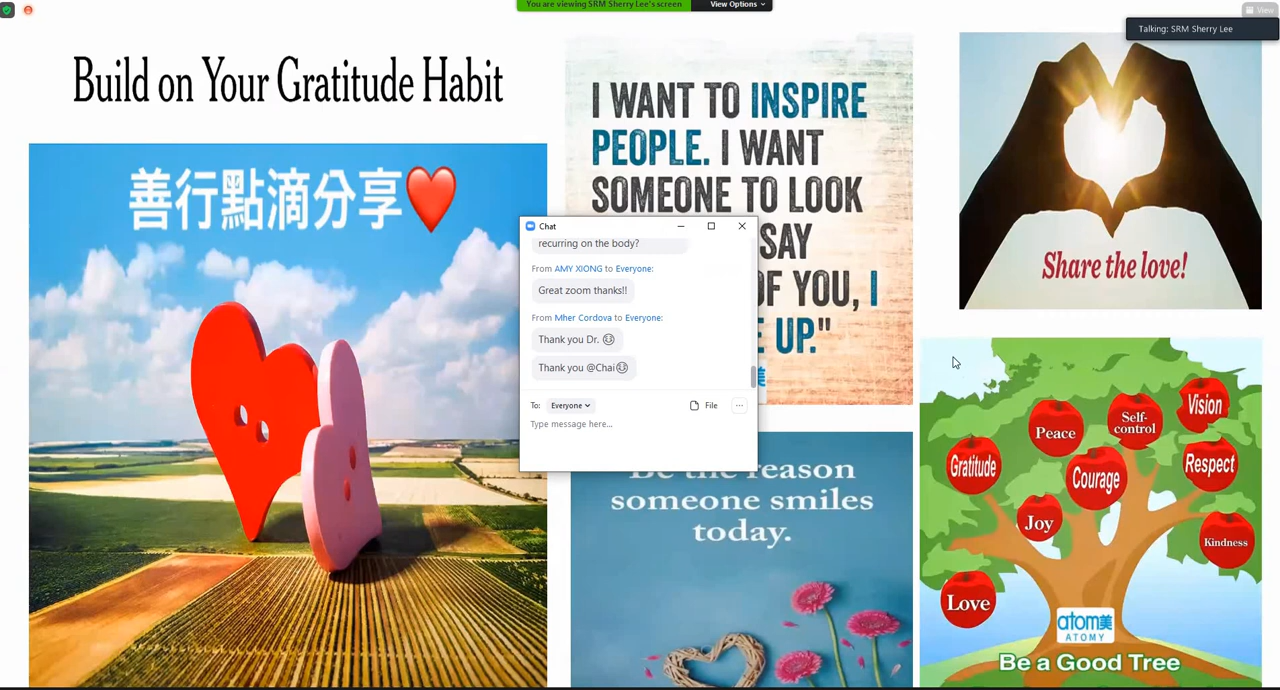 You are viewing SRM Sherry Lee's screen
View Options
View
Talking: SRM Sherry Lee
Build on Your Gratitude Habit
善行點滴分享
I WANT TO INSPIRE
PEOPLE. I WANT
SOMEONE TO LOOK
SAY
OF YOU, I
UP."
Share the love!
Chat
recurring on the body?
From AMY XIONG to Everyone:
Great zoom thanks!!
From Mher Cordova to Everyone:
Thank you Dr.
Thank you @Chai
To: Everyone
File
Type message here...
Be the reason
someone smiles
today.
Vision
Self-
control
Peace
Gratitude
Courage
Respect
Joy
Kindness
Love
atom美
ATOMY
Be a Good Tree